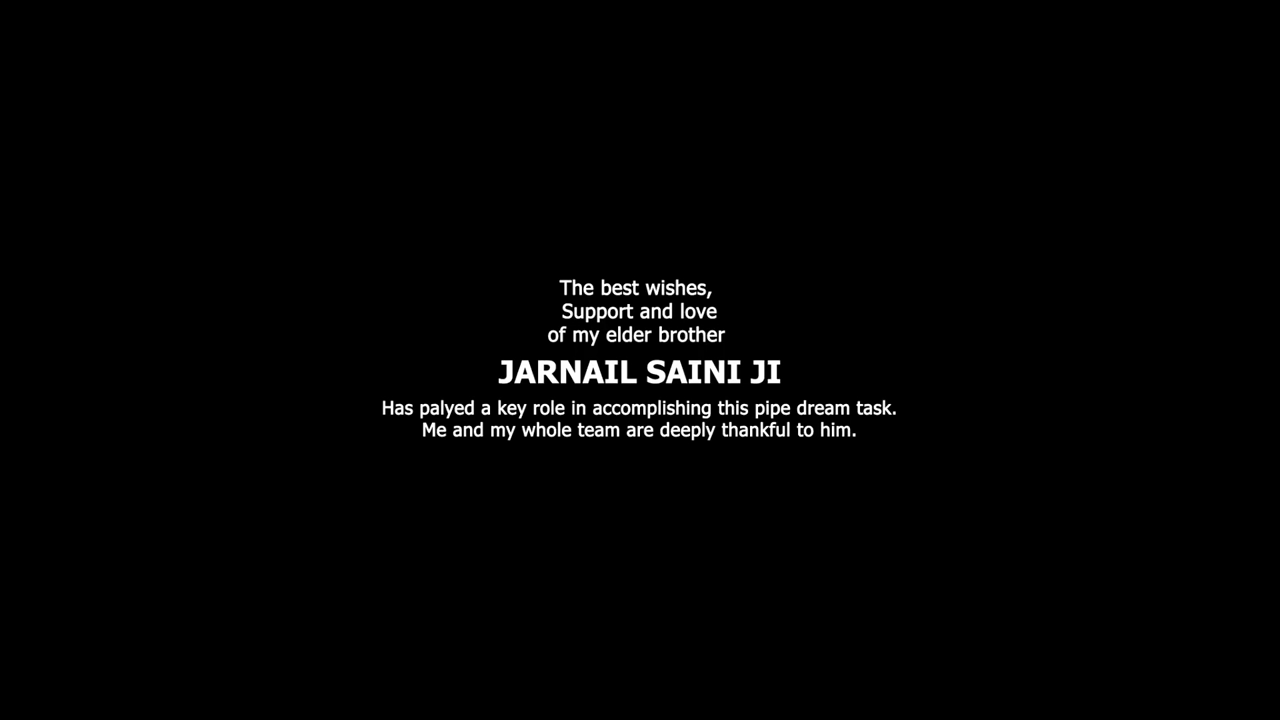 The best wishes,
Support and love
of my elder brother
JARNAIL SAINI JI
Has palyed a key role in accomplishing this pipe dream task.
Me and my whole team are deeply thankful to him.